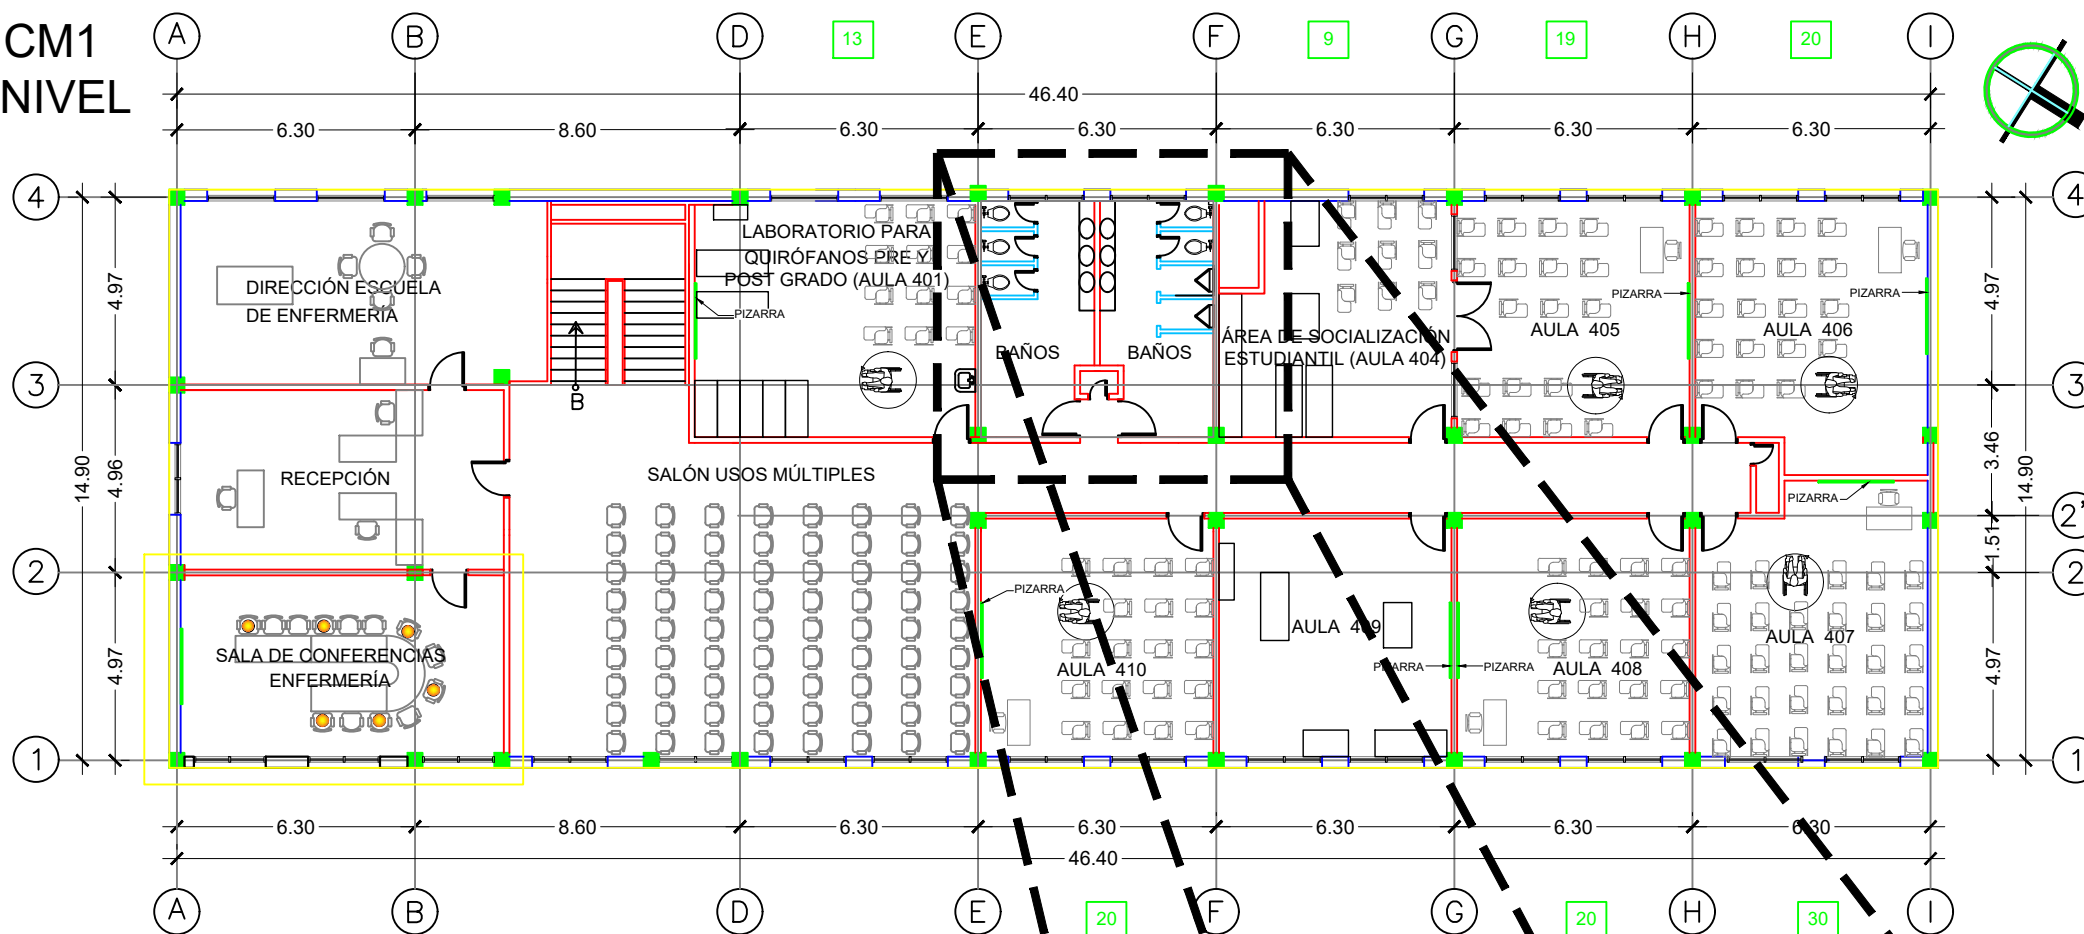 CM1
NIVEL
A
B
D
E
F
G
H
I
13
9
19
20
46.40
6.30
8.60
6.30
6.30
6.30
6.30
6.30
4
4
LABORATORIO PARA
QUIRÓFANOS PRE Y
POST GRADO (AULA 401)
DIRECCIÓN ESCUELA
DE ENFERMERÍA
PIZARRA
BAÑOS
BAÑOS
ÁREA DE SOCIALIZACIÓN
ESTUDIANTIL (AULA 404)
PIZARRA
AULA 405
PIZARRA
AULA 406
4.97
4.97
3
3
B
14.90
4.96
RECEPCIÓN
SALÓN USOS MÚLTIPLES
PIZARRA
3.46
14.90
2'
1.51
2
2
PIZARRA
AULA 410
AULA 409
PIZARRA
PIZARRA
AULA 408
AULA 407
SALA DE CONFERENCIAS
ENFERMERÍA
4.97
4.97
1
1
6.30
8.60
6.30
6.30
6.30
6.30
6.30
46.40
A
B
D
E
F
G
H
I
20
20
30